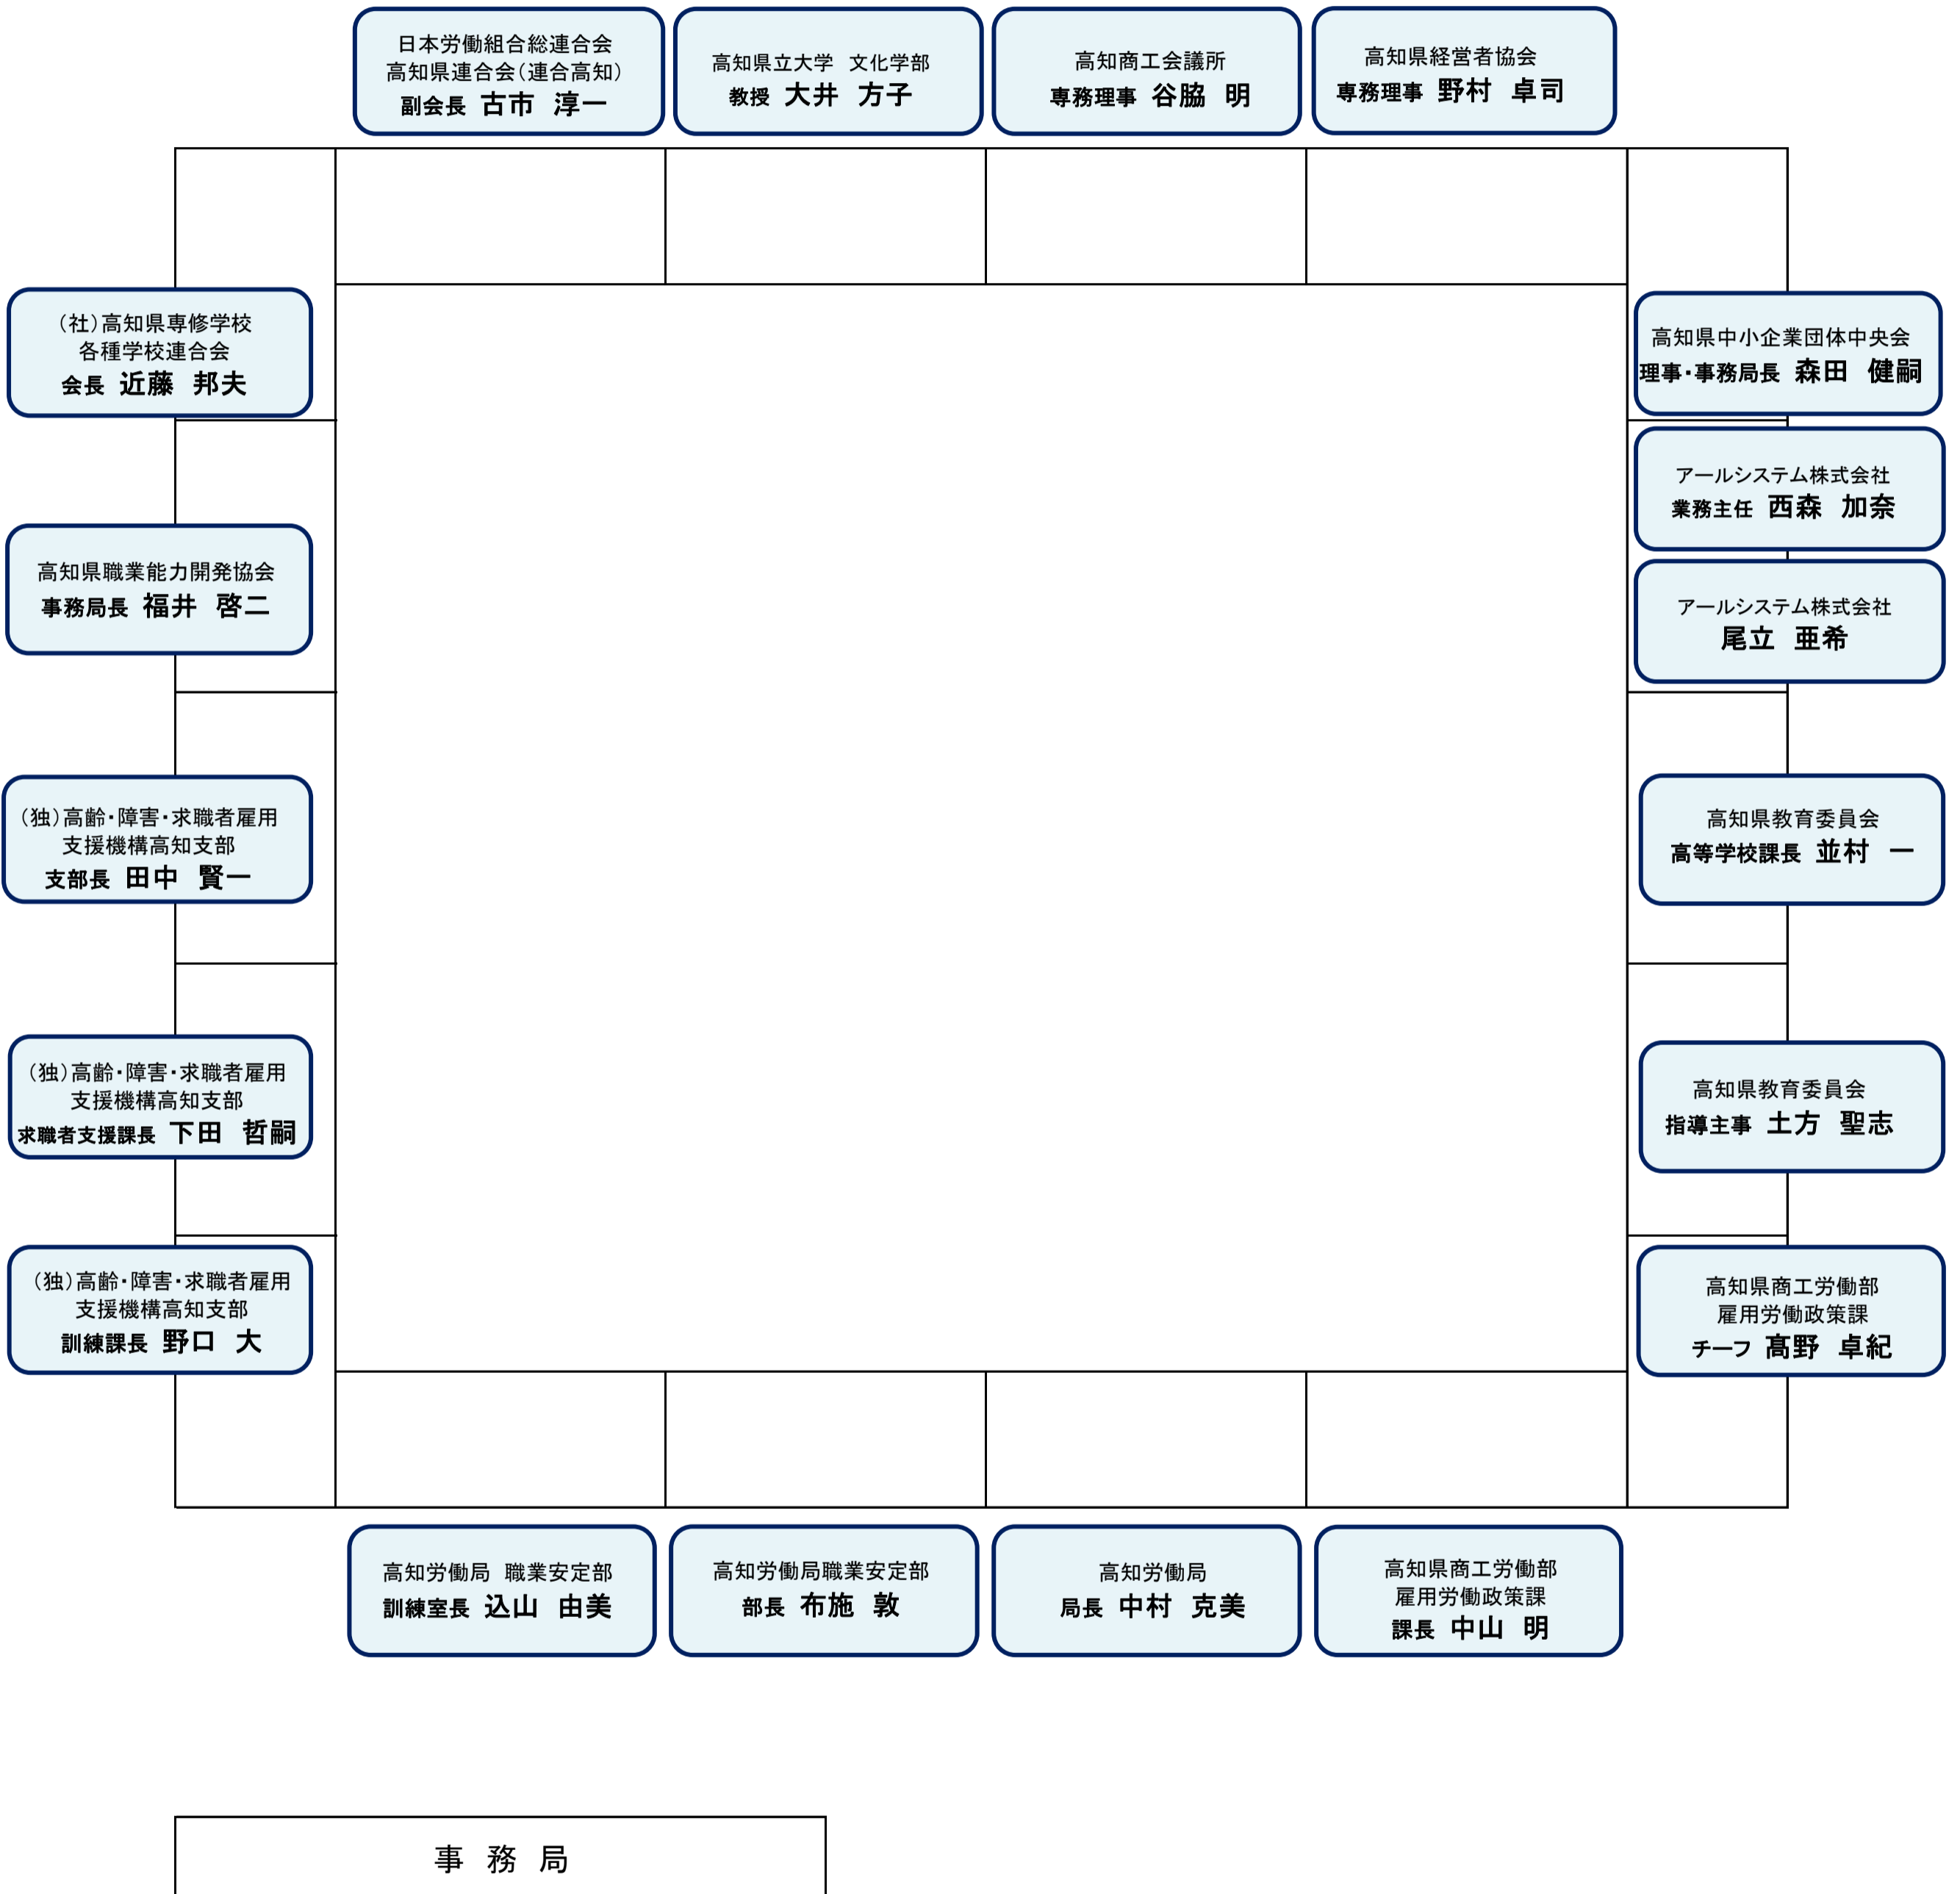 日本労働組合総連合会
高知県連合会（連合高知）
副会長 古市　淳一
高知県立大学　文化学部
教授 大井　方子
高知商工会議所
専務理事 谷脇　明
高知県経営者協会
専務理事 野村　卓司
（社）高知県専修学校
各種学校連合会
会長 近藤　邦夫
高知県職業能力開発協会
事務局長 福井　啓二
（独）高齢・障害・求職者雇用
支援機構高知支部
支部長 田中　賢一
（独）高齢・障害・求職者雇用
支援機構高知支部
求職者支援課長 下田　哲嗣
（独）高齢・障害・求職者雇用
支援機構高知支部
訓練課長 野口　大
高知県中小企業団体中央会
理事・事務局長 森田　健嗣
アールシステム株式会社
業務主任 西森　加奈
アールシステム株式会社
尾立　亜希
高知県教育委員会
高等学校課長 並村　一
高知県教育委員会
指導主事 土方　聖志
高知県商工労働部
雇用労働政策課
チーフ 髙野　卓紀
高知労働局　職業安定部
訓練室長 込山　由美
高知労働局職業安定部
部長 布施　敦
高知労働局
局長 中村　克美
高知県商工労働部
雇用労働政策課
課長 中山　明
事　務　局